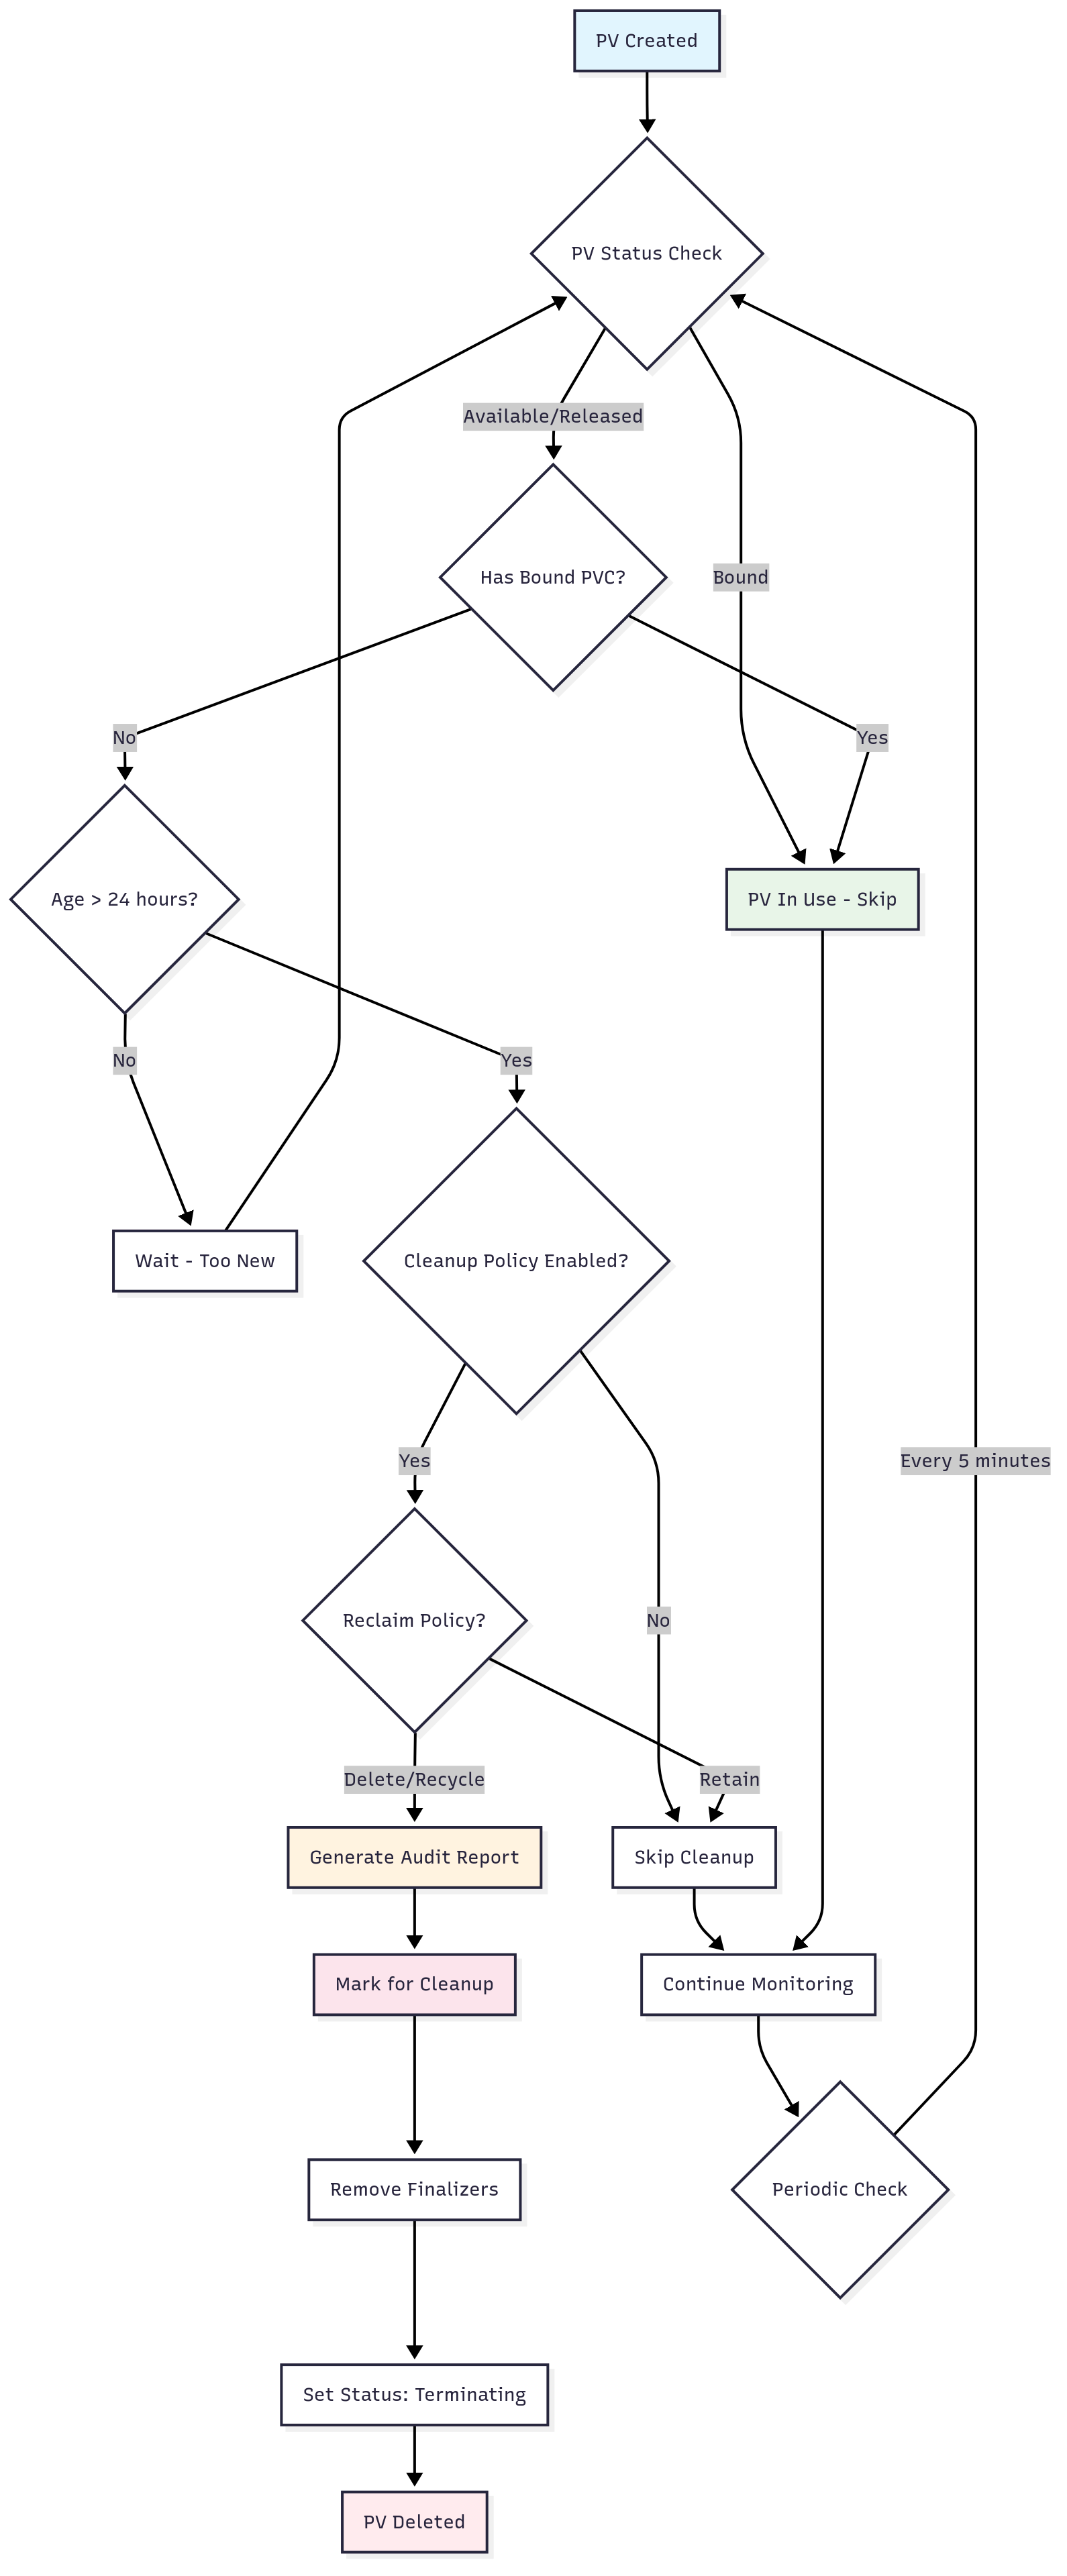 PV Created
PV Status Check
Available/Released
Has Bound PVC?
Bound
No
Yes
Age > 24 hours?
PV In Use - Skip
No
Yes
Wait - Too New
Cleanup Policy Enabled?
Yes
Every 5 minutes
Reclaim Policy?
No
Delete/Recycle
Retain
Generate Audit Report
Skip Cleanup
Mark for Cleanup
Continue Monitoring
Remove Finalizers
Periodic Check
Set Status: Terminating
PV Deleted